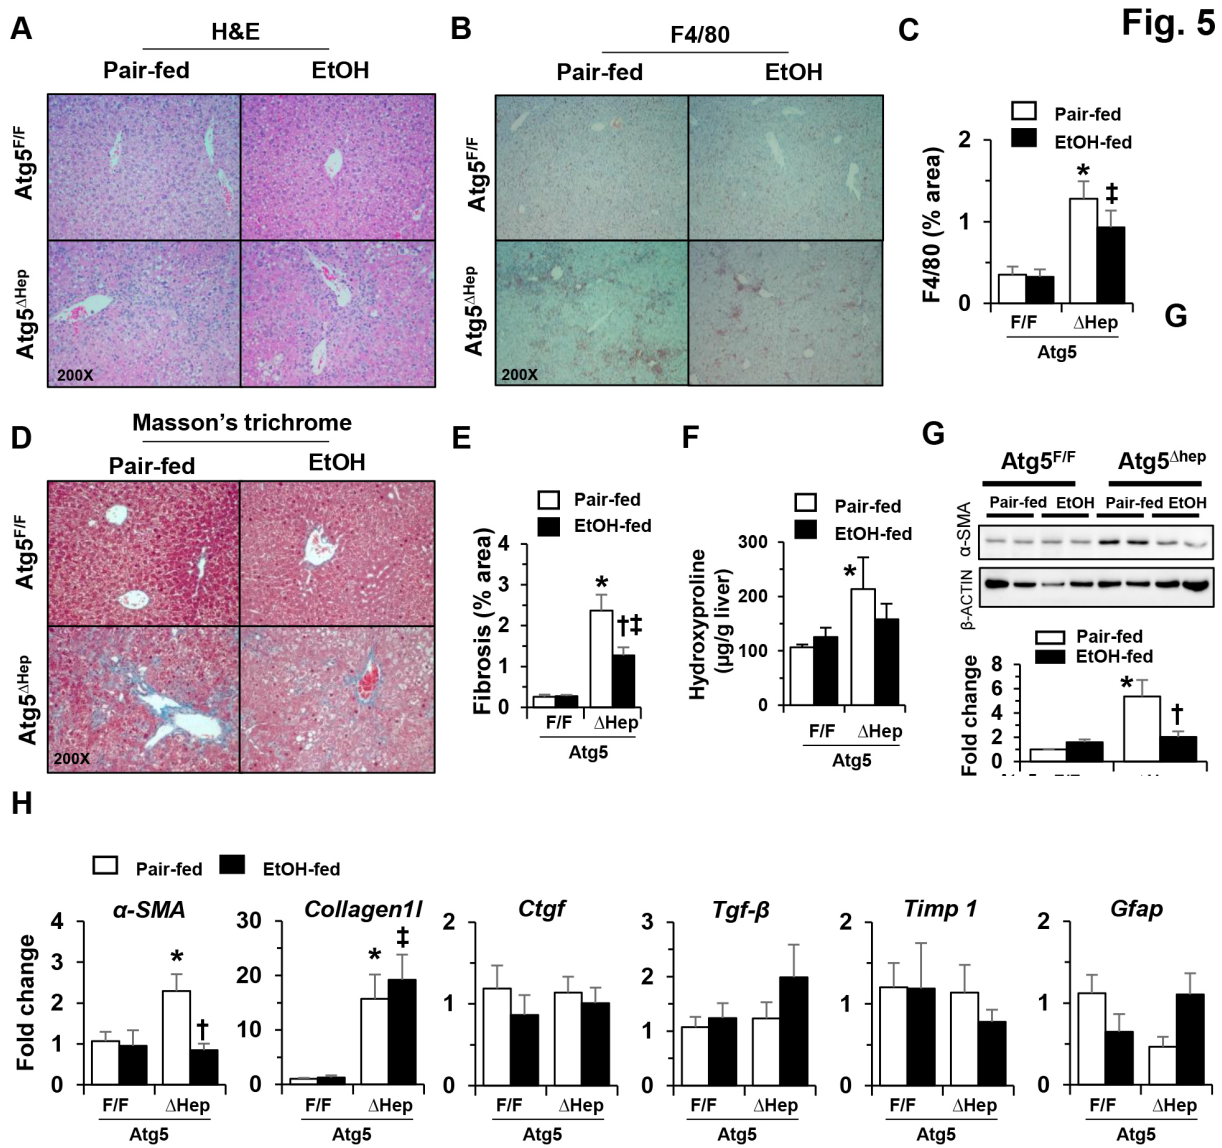 Fig. 5
A
H&E
Pair-fed EtOH
Atg5F/F
Atg5ΔHep
200X
B
F4/80
Pair-fed EtOH
Atg5F/F
Atg5ΔHep
200X
C
Pair-fed
EtOH-fed
F4/80 (% area)
2
1
0
*
‡
F/F ΔHep
Atg5
G
D
Masson's trichrome
Pair-fed EtOH
Atg5F/F
Atg5ΔHep
200X
E
Pair-fed
EtOH-fed
Fibrosis (% area)
4
3
2
1
0
*
†‡
F/F ΔHep
Atg5
F
Pair-fed
EtOH-fed
Hydroxyproline
(µg/g liver)
300
200
100
0
*
F/F ΔHep
Atg5
G
Atg5F/F Atg5Δhep
Pair-fed EtOH Pair-fed EtOH
α-SMA
β-ACTIN
Pair-fed
EtOH-fed
Fold change
8
6
4
2
0
*
†
H
Pair-fed EtOH-fed
Fold change
α-SMA
4
3
2
1
0
*
†
F/F ΔHep
Atg5
Collagen1I
30
20
10
0
*
‡
F/F ΔHep
Atg5
Ctgf
2
1
0
F/F ΔHep
Atg5
Tgf-β
3
2
1
0
F/F ΔHep
Atg5
Timp 1
2
1
0
F/F ΔHep
Atg5
Gfap
2
1
0
F/F ΔHep
Atg5